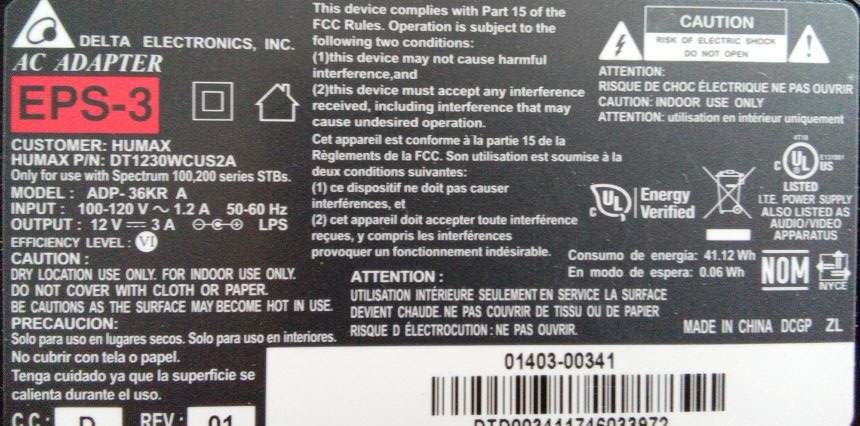 DELTA ELECTRONICS, INC.
AC ADAPTER
EPS-3
CUSTOMER: HUMAX
HUMAX P/N: DT1230WCUS2A
Only for use with Spectrum 100,200 series STBs.
MODEL : ADP- 36KR A
INPUT : 100-120 V ~ 1.2 A 50-60 Hz
OUTPUT : 12 V ⎓ 3 A LPS
EFFICIENCY LEVEL : VI
CAUTION :
DRY LOCATION USE ONLY. FOR INDOOR USE ONLY.
DO NOT COVER WITH CLOTH OR PAPER.
BE CAUTIONS AS THE SURFACE MAY BECOME HOT IN USE.
PRECAUCION:
Solo para uso en lugares secos. Solo para uso en interiores.
No cubrir con tela o papel.
Tenga cuidado ya que la superficie se
calienta durante el uso.
C.C : D REV : 01
This device complies with Part 15 of the
FCC Rules. Operation is subject to the
following two conditions:
(1)this device may not cause harmful
interference,and
(2)this device must accept any interference
received, including interference that may
cause undesired operation.
Cet appareil est conforme à la partie 15 de la
Règlements de la FCC. Son utilisation est soumise à la
deux conditions suivantes:
(1) ce dispositif ne doit pas causer
interférences, et
(2) cet appareil doit accepter toute interférence
reçues, y compris les interférences
provoquer un fonctionnement indésirable.
ATTENTION :
UTILISATION INTÉRIEURE SEULEMENT EN SERVICE LA SURFACE
DEVIENT CHAUDE. NE PAS COUVRIR DE TISSU OU DE PAPIER
RISQUE D ÉLECTROCUTION : NE PAS OUVRIR.
CAUTION
RISK OF ELECTRIC SHOCK
DO NOT OPEN
ATTENTION:
RISQUE DE CHOC ÉLECTRIQUE NE PAS OUVRIR
CAUTION: INDOOR USE ONLY
ATTENTION: utilisation en intérieur uniquement
c UL Energy
Verified
c UL US
LISTED
I.T.E. POWER SUPPLY
ALSO LISTED AS
AUDIO/VIDEO
APPARATUS
Consumo de energia: 41.12 Wh
En modo de espera: 0.06 Wh
NOM
NYCE
MADE IN CHINA DCGP ZL
01403-00341
DTD003411746033972